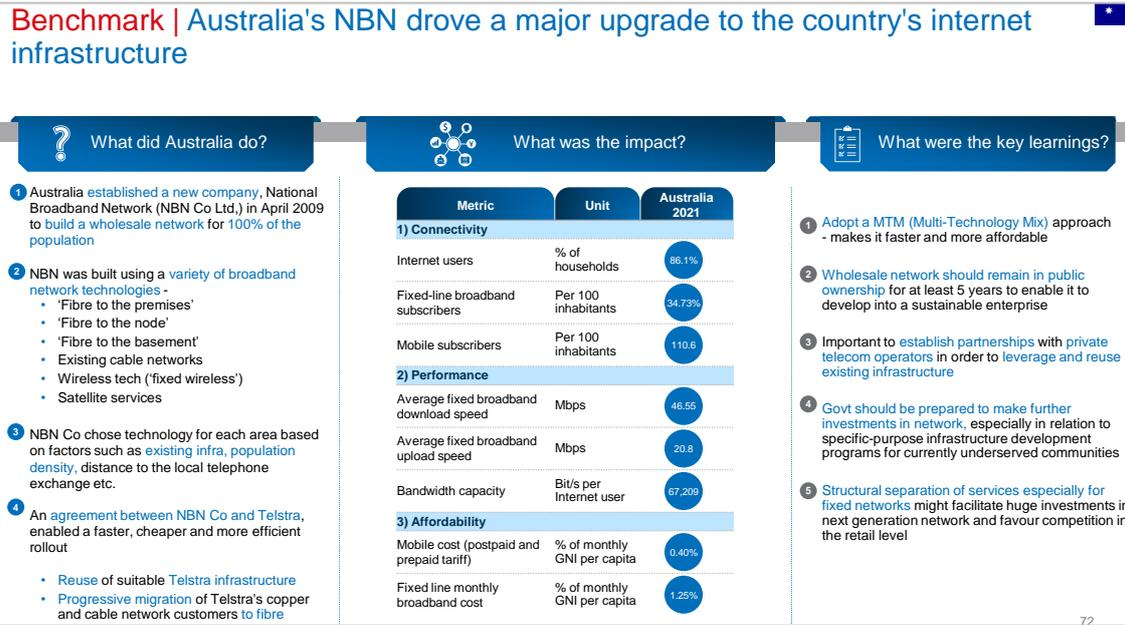 Benchmark | Australia's NBN drove a major upgrade to the country's internet
infrastructure
What did Australia do?
1 Australia established a new company, National
Broadband Network (NBN Co Ltd,) in April 2009
to build a wholesale network for 100% of the
population
2 NBN was built using a variety of broadband
network technologies -
• ‘Fibre to the premises’
• ‘Fibre to the node’
• ‘Fibre to the basement’
• Existing cable networks
• Wireless tech (‘fixed wireless’)
• Satellite services
3 NBN Co chose technology for each area based
on factors such as existing infra, population
density, distance to the local telephone
exchange etc.
4 An agreement between NBN Co and Telstra,
enabled a faster, cheaper and more efficient
rollout
• Reuse of suitable Telstra infrastructure
• Progressive migration of Telstra's copper
and cable network customers to fibre
What was the impact?
Metric Unit Australia
2021
1) Connectivity
Internet users % of
households 86.1%
Fixed-line broadband
subscribers Per 100
inhabitants 34.73%
Mobile subscribers Per 100
inhabitants 110.6
2) Performance
Average fixed broadband
download speed Mbps 46.55
Average fixed broadband
upload speed Mbps 20.8
Bandwidth capacity Bit/s per
Internet user 67,209
3) Affordability
Mobile cost (postpaid and
prepaid tariff) % of monthly
GNI per capita 0.40%
Fixed line monthly
broadband cost % of monthly
GNI per capita 1.25%
What were the key learnings?
1 Adopt a MTM (Multi-Technology Mix) approach
- makes it faster and more affordable
2 Wholesale network should remain in public
ownership for at least 5 years to enable it to
develop into a sustainable enterprise
3 Important to establish partnerships with private
telecom operators in order to leverage and reuse
existing infrastructure
4 Govt should be prepared to make further
investments in network, especially in relation to
specific-purpose infrastructure development
programs for currently underserved communities
5 Structural separation of services especially for
fixed networks might facilitate huge investments in
next generation network and favour competition in
the retail level
72